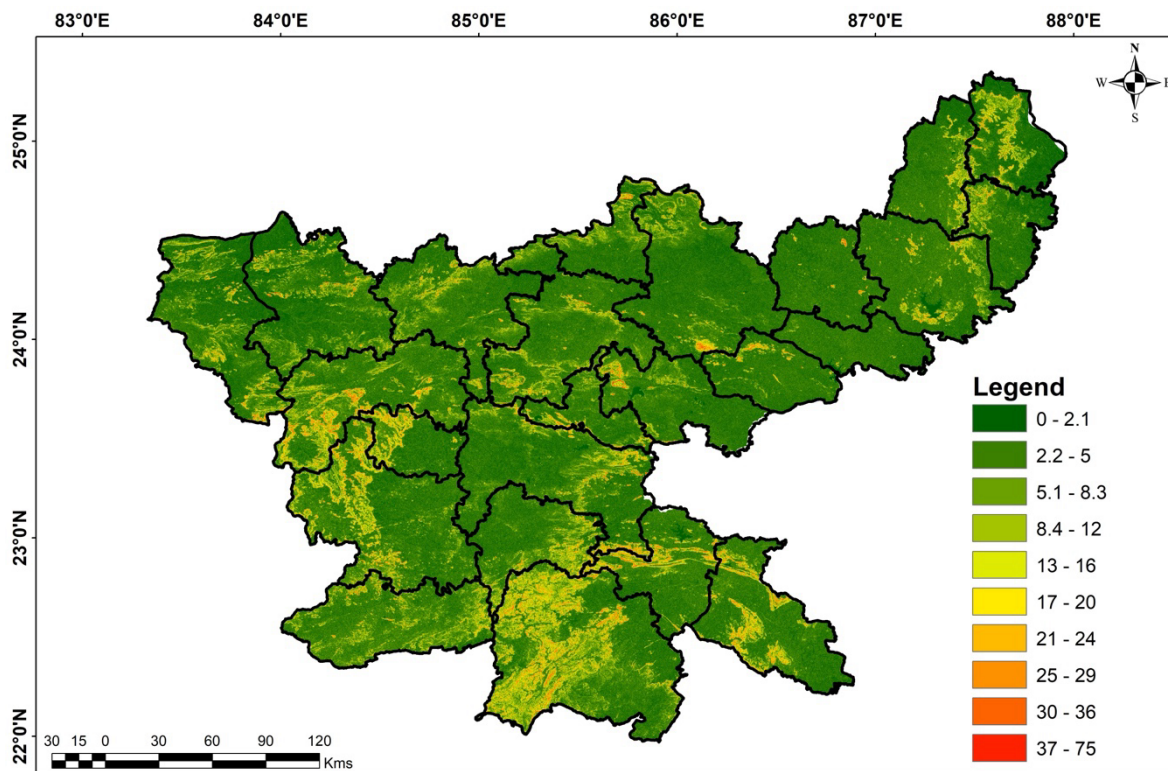 83°0'E 84°0'E 85°0'E 86°0'E 87°0'E 88°0'E
N
W E
S
25°0'N
24°0'N
23°0'N
22°0'N
Legend
0 - 2.1
2.2 - 5
5.1 - 8.3
8.4 - 12
13 - 16
17 - 20
21 - 24
25 - 29
30 - 36
37 - 75
30 15 0 30 60 90 120
Kms